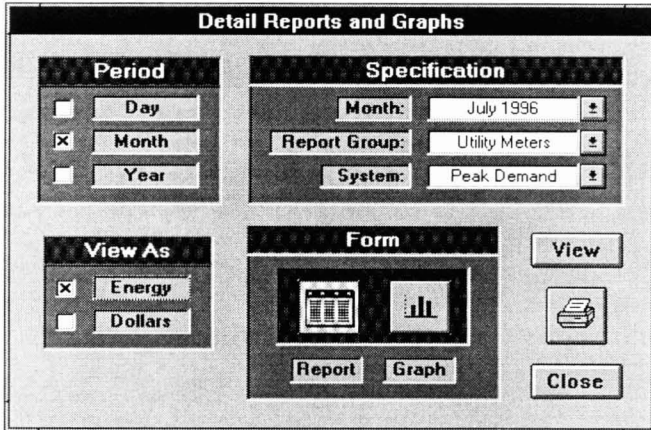 Detail Reports and Graphs
Period
Day
Month
Year
Specification
Month: July 1996
Report Group: Utility Meters
System: Peak Demand
View As
Energy
Dollars
Form
Report Graph
View
Close